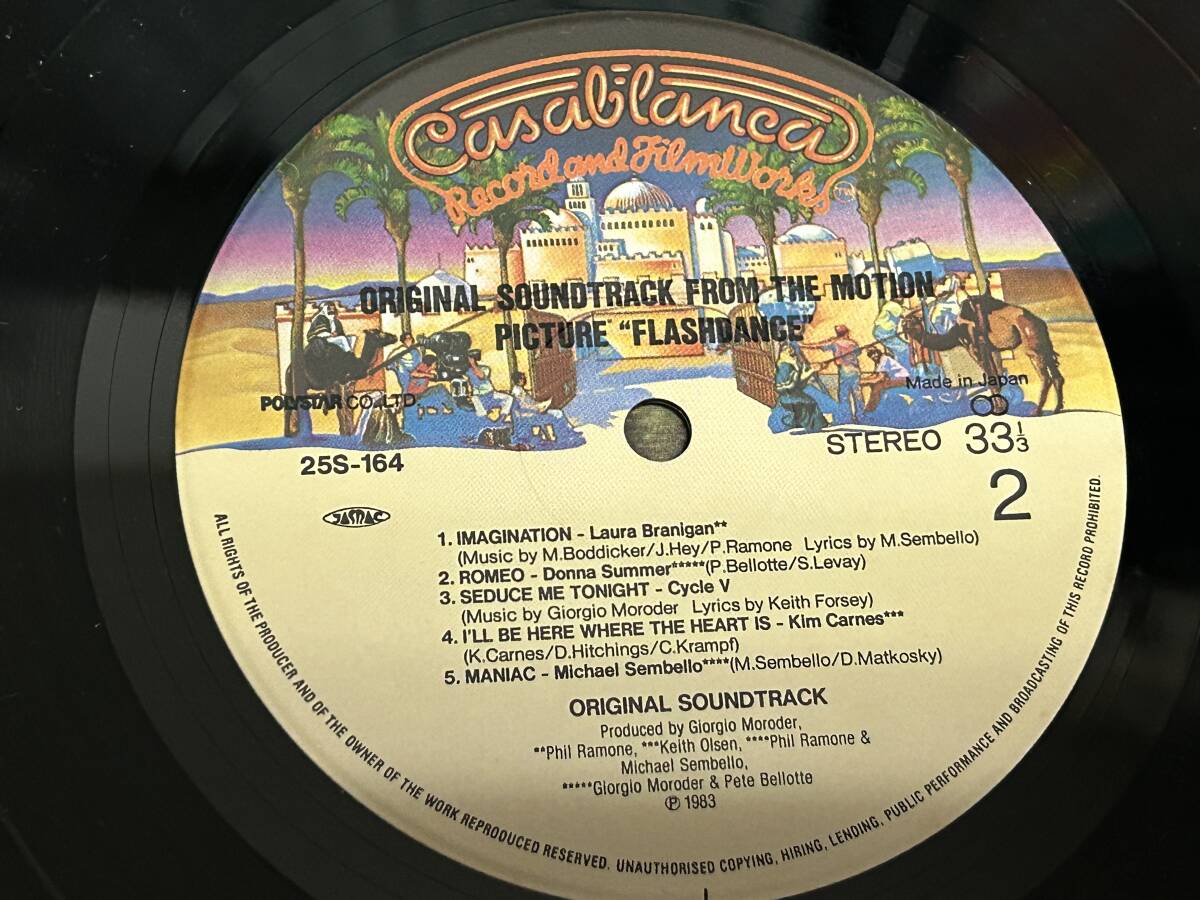 Casablanca
Record and FilmWorks
ORIGINAL SOUNDTRACK FROM THE MOTION
PICTURE "FLASHDANCE"
Made in Japan
POLYSTAR CO.,LTD.
STEREO 33⅓
25S-164
2
JASRAC
1. IMAGINATION - Laura Branigan**
(Music by M.Boddicker/J.Hey/P.Ramone Lyrics by M.Sembello)
2. ROMEO - Donna Summer*****(P.Bellotte/S.Levay)
3. SEDUCE ME TONIGHT - Cycle V
(Music by Giorgio Moroder Lyrics by Keith Forsey)
4. I'LL BE HERE WHERE THE HEART IS - Kim Carnes***
(K.Carnes/D.Hitchings/C.Krampf)
5. MANIAC - Michael Sembello****(M.Sembello/D.Matkosky)
ORIGINAL SOUNDTRACK
Produced by Giorgio Moroder,
**Phil Ramone, ***Keith Olsen, ****Phil Ramone &
Michael Sembello,
*****Giorgio Moroder & Pete Bellotte
Ⓟ 1983
ALL RIGHTS OF THE PRODUCER AND OF THE OWNER OF THE WORK REPRODUCED RESERVED. UNAUTHORISED COPYING, HIRING, LENDING, PUBLIC PERFORMANCE AND BROADCASTING OF THIS RECORD PROHIBITED.